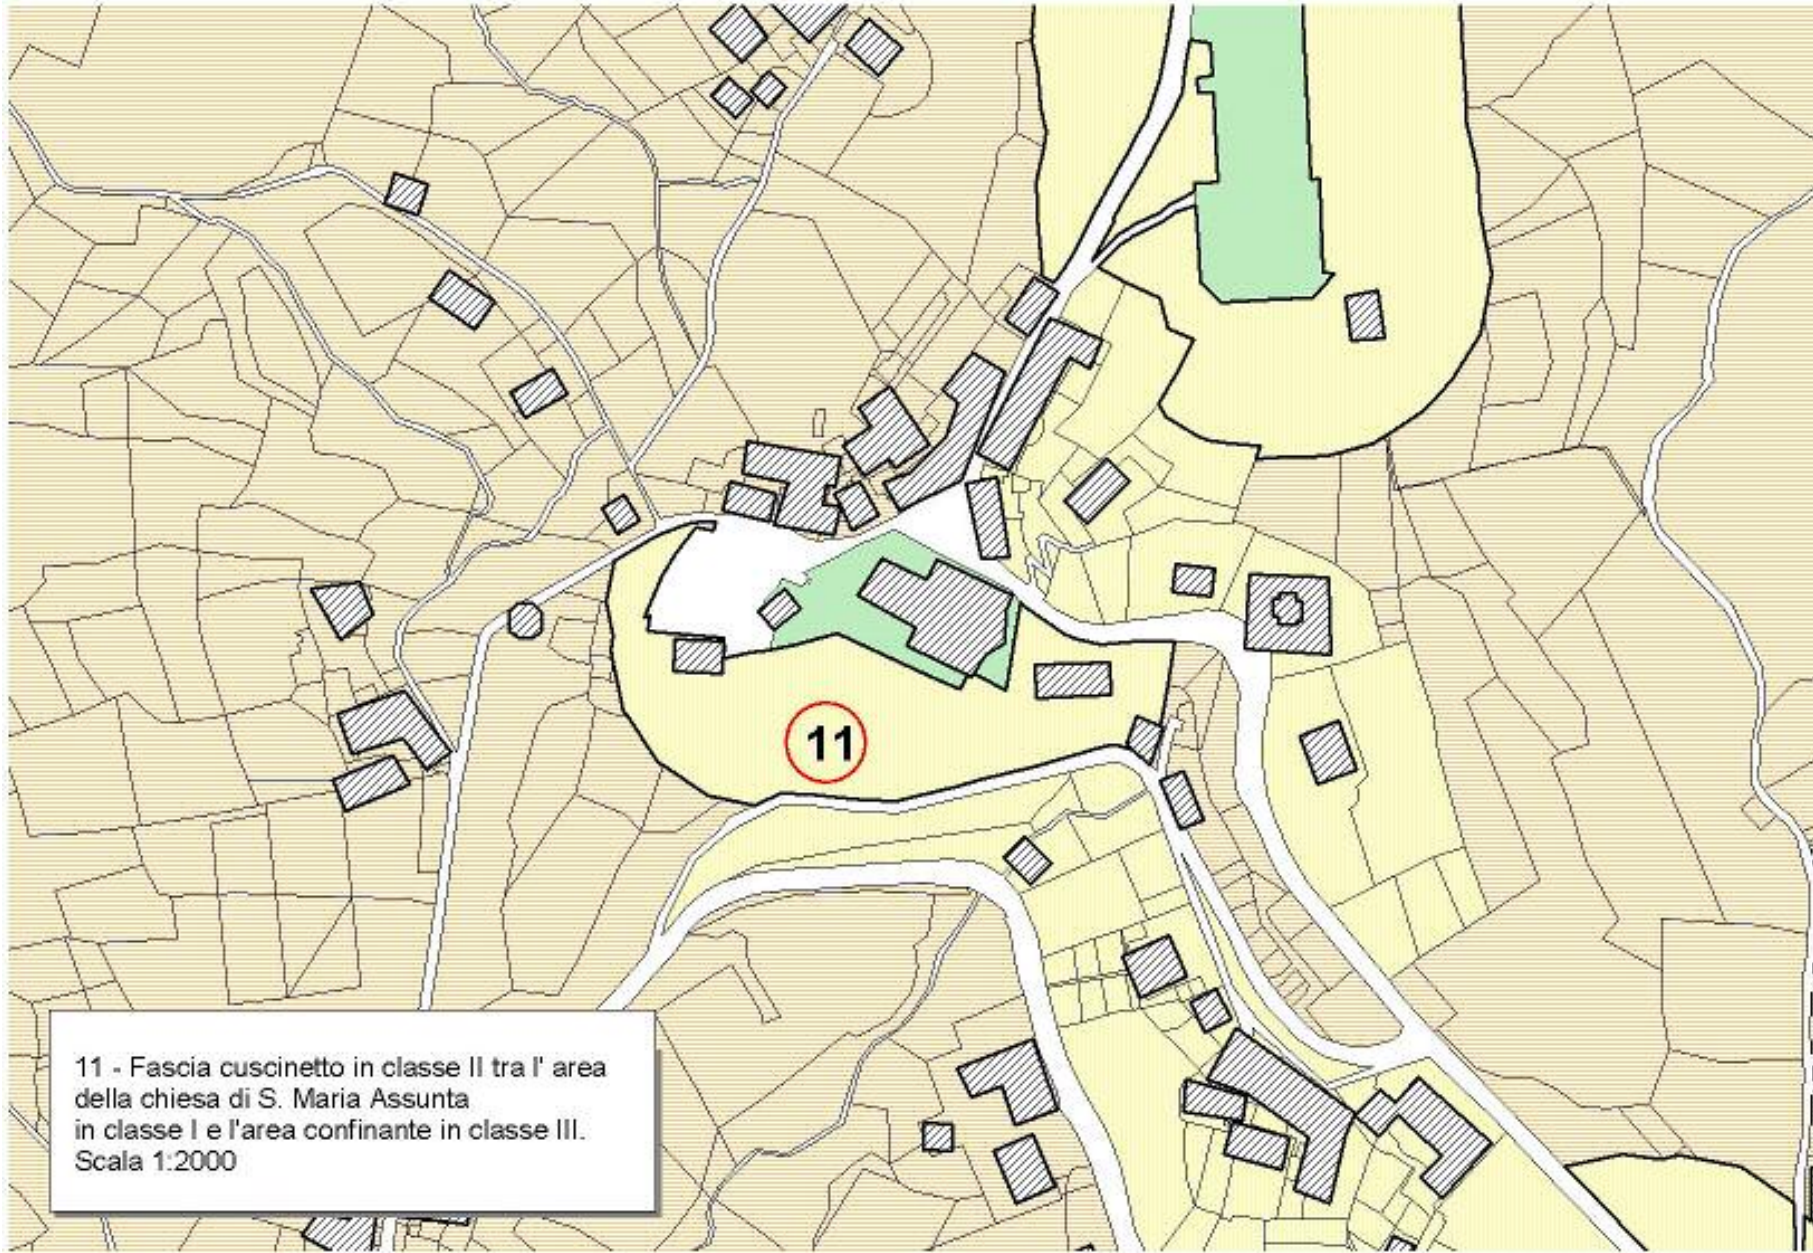 11
11 - Fascia cuscinetto in classe II tra l' area
della chiesa di S. Maria Assunta
in classe I e l'area confinante in classe III.
Scala 1:2000